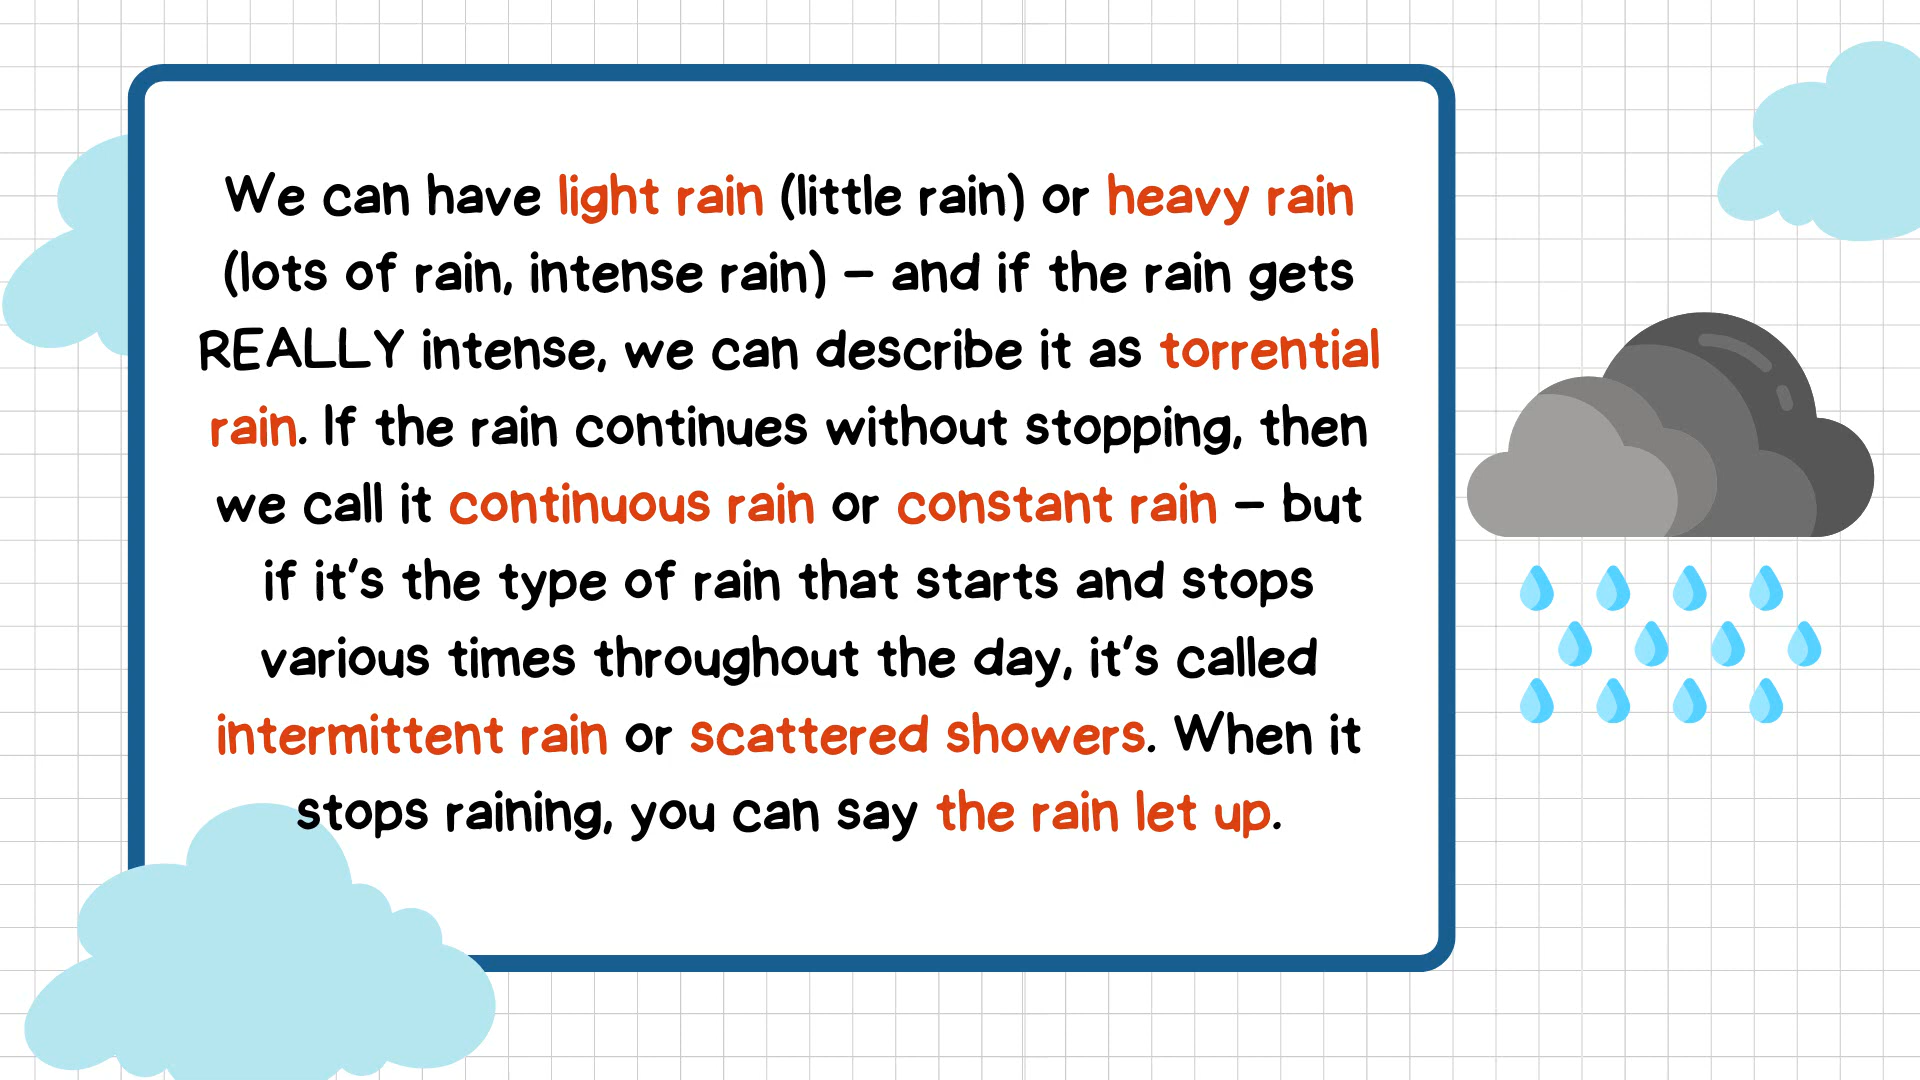 We can have light rain (little rain) or heavy rain
(lots of rain, intense rain) – and if the rain gets
REALLY intense, we can describe it as torrential
rain. If the rain continues without stopping, then
we call it continuous rain or constant rain – but
if it’s the type of rain that starts and stops
various times throughout the day, it’s called
intermittent rain or scattered showers. When it
stops raining, you can say the rain let up.